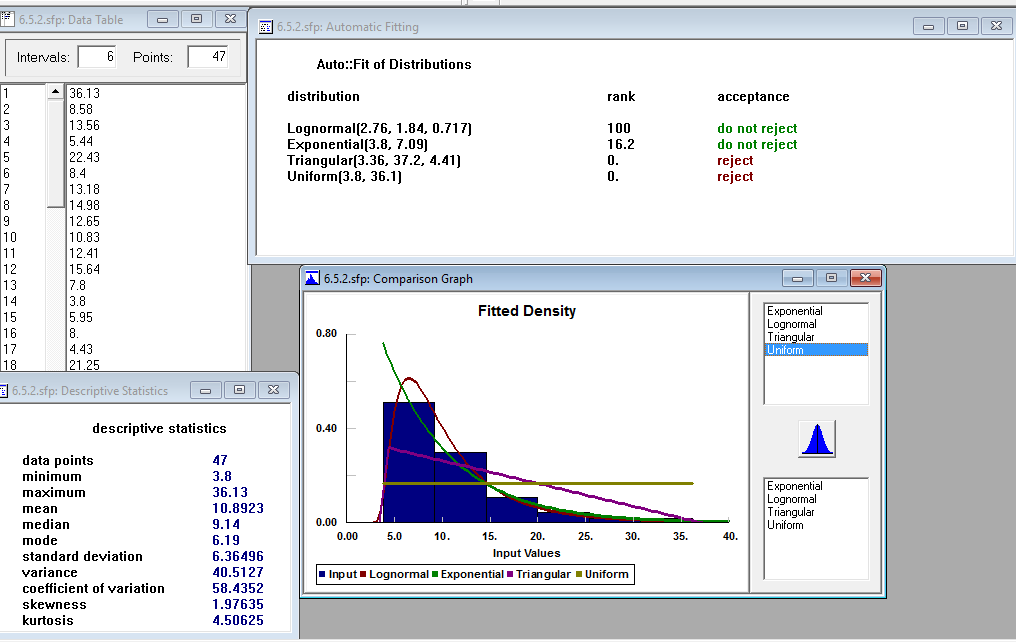 6.5.2.sfp: Data Table
Intervals: 6 Points: 47
1 36.13
2 8.58
3 13.56
4 5.44
5 22.43
6 8.4
7 13.18
8 14.98
9 12.65
10 10.83
11 12.41
12 15.64
13 7.8
14 3.8
15 5.95
16 8.
17 4.43
18 21.25
6.5.2.sfp: Automatic Fitting
Auto::Fit of Distributions
distribution rank acceptance
Lognormal(2.76, 1.84, 0.717) 100 do not reject
Exponential(3.8, 7.09) 16.2 do not reject
Triangular(3.36, 37.2, 4.41) 0. reject
Uniform(3.8, 36.1) 0. reject
6.5.2.sfp: Comparison Graph
Fitted Density
0.80
0.40
0.00
0.00 5.0 10. 15. 20. 25. 30. 35. 40.
Input Values
Input Lognormal Exponential Triangular Uniform
Exponential
Lognormal
Triangular
Uniform
Exponential
Lognormal
Triangular
Uniform
6.5.2.sfp: Descriptive Statistics
descriptive statistics
data points 47
minimum 3.8
maximum 36.13
mean 10.8923
median 9.14
mode 6.19
standard deviation 6.36496
variance 40.5127
coefficient of variation 58.4352
skewness 1.97635
kurtosis 4.50625